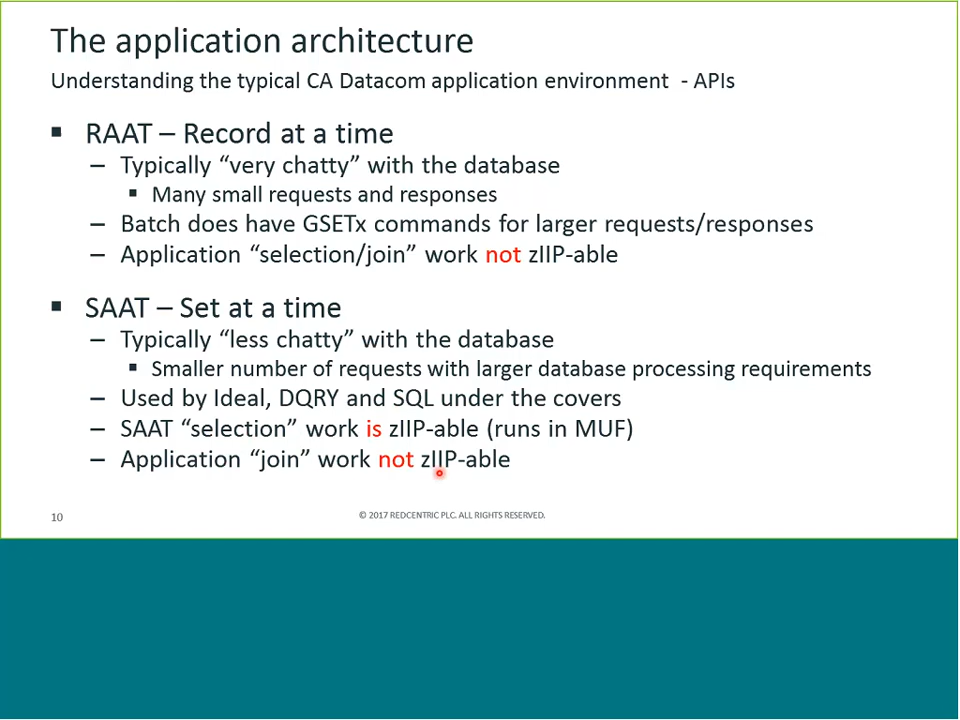 The application architecture
Understanding the typical CA Datacom application environment - APIs
▪ RAAT – Record at a time
– Typically “very chatty” with the database
▪ Many small requests and responses
– Batch does have GSETx commands for larger requests/responses
– Application “selection/join” work not zIIP-able
▪ SAAT – Set at a time
– Typically “less chatty” with the database
▪ Smaller number of requests with larger database processing requirements
– Used by Ideal, DQRY and SQL under the covers
– SAAT “selection” work is zIIP-able (runs in MUF)
– Application “join” work not zIIP-able
10
© 2017 REDCENTRIC PLC. ALL RIGHTS RESERVED.